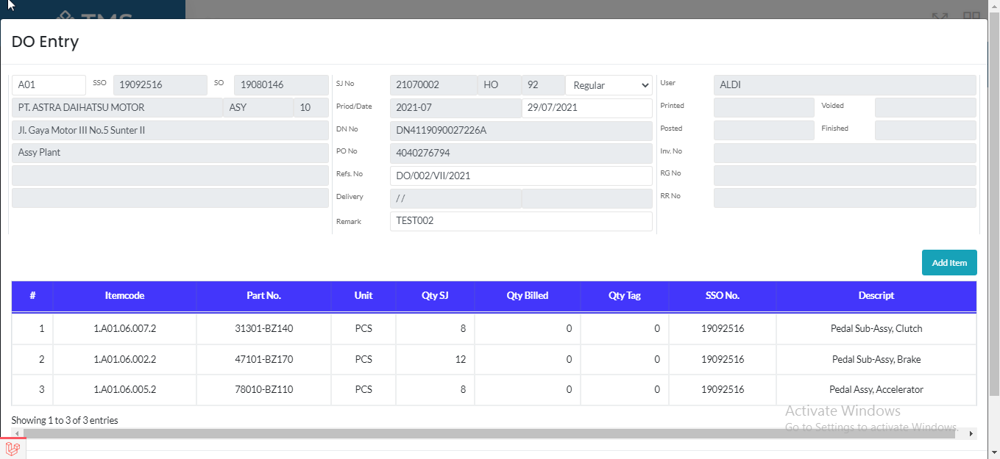 TMS
DO Entry
A01 SSO 19092516 SO 19080146
PT. ASTRA DAIHATSU MOTOR ASY 10
Jl. Gaya Motor III No.5 Sunter II
Assy Plant
SJ No 21070002 HO 92 Regular
Priod/Date 2021-07 29/07/2021
DN No DN4119090027226A
PO No 4040276794
Refs. No DO/002/VII/2021
Delivery / /
Remark TEST002
User ALDI
Printed Voided
Posted Finished
Inv. No
RG No
RR No
Add Item
# Itemcode Part No. Unit Qty SJ Qty Billed Qty Tag SSO No. Descript
1 1.A01.06.007.2 31301-BZ140 PCS 8 0 0 19092516 Pedal Sub-Assy, Clutch
2 1.A01.06.002.2 47101-BZ170 PCS 12 0 0 19092516 Pedal Sub-Assy, Brake
3 1.A01.06.005.2 78010-BZ110 PCS 8 0 0 19092516 Pedal Assy, Accelerator
Showing 1 to 3 of 3 entries
Activate Windows
Go to Settings to activate Windows.